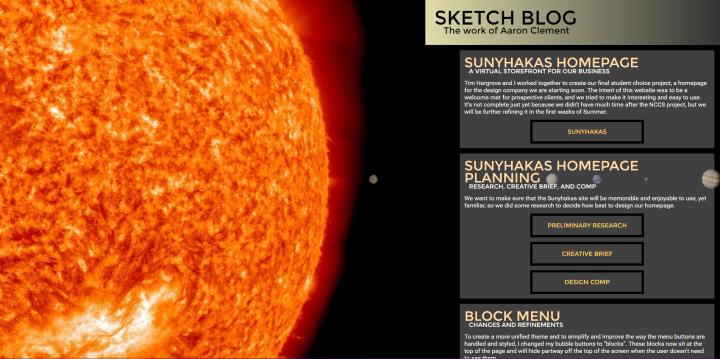 SKETCH BLOG
The work of Aaron Clement
SUNYHAKAS HOMEPAGE
A VIRTUAL STOREFRONT FOR OUR BUSINESS
Tim Hargrove and I worked together to create our final student choice project, a homepage
for the design company we are starting soon. The intent of this website was to be a
welcome mat for prospective clients, and we tried to make it interesting and easy to use.
It's not complete just yet because we didn't have much time after the NCCS project, but we
will be further refining it in the first weeks of Summer.
SUNYHAKAS
SUNYHAKAS HOMEPAGE
PLANNING
RESEARCH, CREATIVE BRIEF, AND COMP
We want to make sure that the Sunyhakas site will be memorable and enjoyable to use, yet
familiar, so we did some research to decide how best to design our homepage.
PRELIMINARY RESEARCH
CREATIVE BRIEF
DESIGN COMP
BLOCK MENU
CHANGES AND REFINEMENTS
To create a more unified theme and to simplify and improve the way the menu buttons are
handled and styled, I changed my bubble buttons to "blocks". These blocks now sit at the
top of the page and will hide partway off the top of the screen when the user doesn't need
to see them.